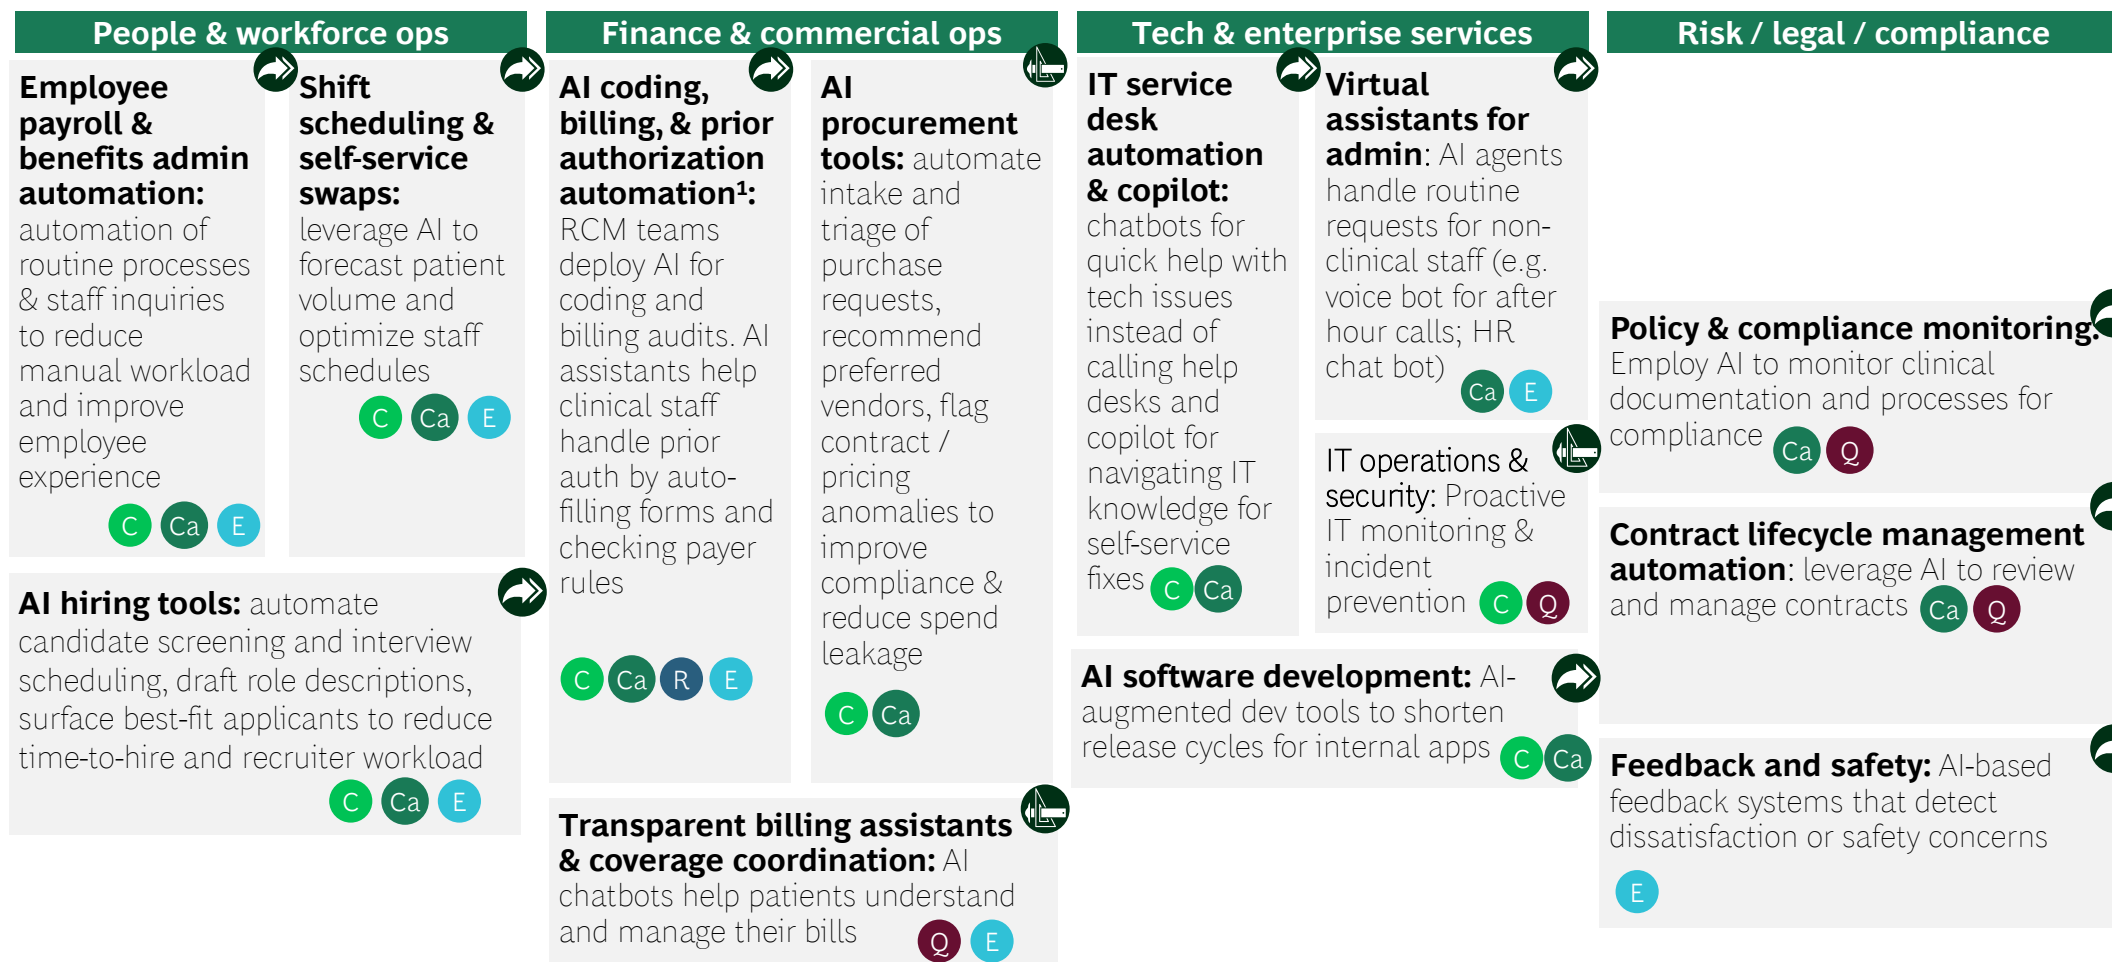 People & workforce ops
Employee
payroll &
benefits admin
automation:
automation of
routine processes
& staff inquiries
to reduce
manual workload
and improve
employee
experience
C Ca E
Shift
scheduling &
self-service
swaps:
leverage AI to
forecast patient
volume and
optimize staff
schedules
C Ca E
AI hiring tools: automate
candidate screening and interview
scheduling, draft role descriptions,
surface best-fit applicants to reduce
time-to-hire and recruiter workload
C Ca E
Finance & commercial ops
AI coding,
billing, & prior
authorization
automation¹:
RCM teams
deploy AI for
coding and
billing audits. AI
assistants help
clinical staff
handle prior
auth by auto-
filling forms and
checking payer
rules
C Ca R E
AI
procurement
tools: automate
intake and
triage of
purchase
requests,
recommend
preferred
vendors, flag
contract /
pricing
anomalies to
improve
compliance &
reduce spend
leakage
C Ca
Transparent billing assistants
& coverage coordination: AI
chatbots help patients understand
and manage their bills
Q E
Tech & enterprise services
IT service
desk
automation
& copilot:
chatbots for
quick help with
tech issues
instead of
calling help
desks and
copilot for
navigating IT
knowledge for
self-service
fixes C Ca
Virtual
assistants for
admin: AI agents
handle routine
requests for non-
clinical staff (e.g.
voice bot for after
hour calls; HR
chat bot) Ca E
IT operations &
security: Proactive
IT monitoring &
incident
prevention C Q
AI software development: AI-
augmented dev tools to shorten
release cycles for internal apps C Ca
Risk / legal / compliance
Policy & compliance monitoring:
Employ AI to monitor clinical
documentation and processes for
compliance Ca Q
Contract lifecycle management
automation: leverage AI to review
and manage contracts Ca Q
Feedback and safety: AI-based
feedback systems that detect
dissatisfaction or safety concerns
E